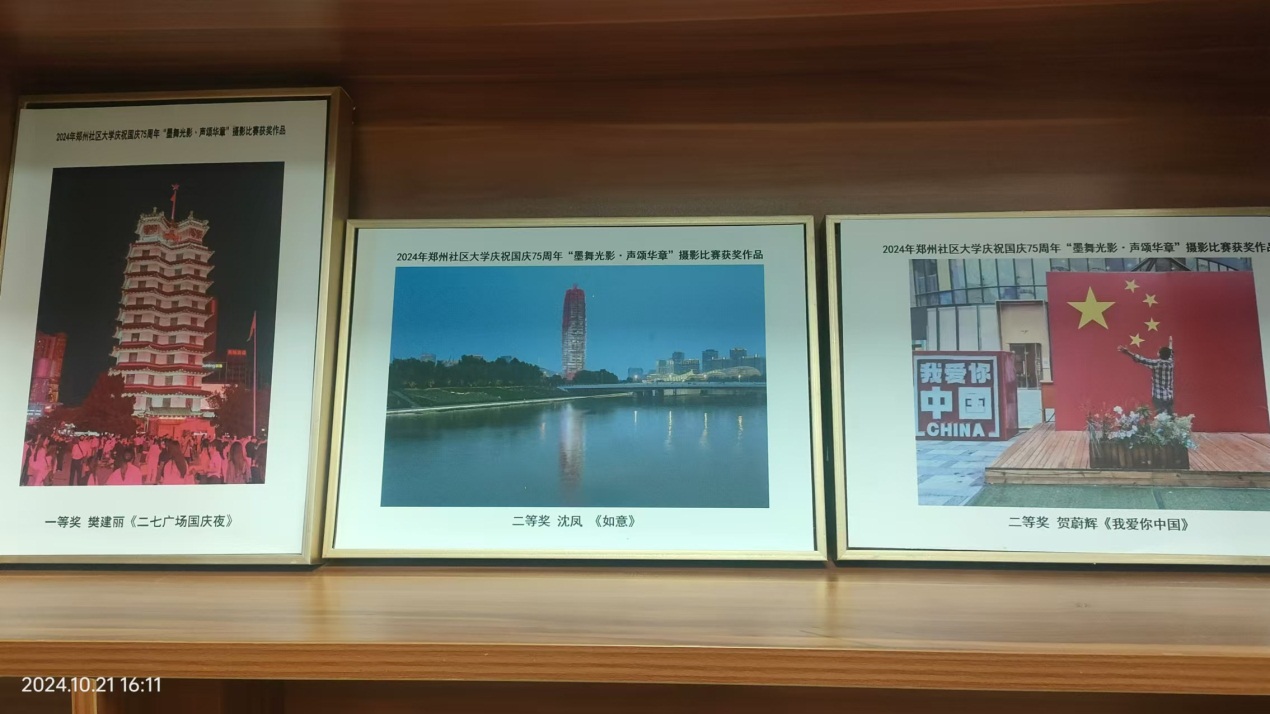 2024年郑州社区大学庆祝国庆75周年“墨舞光影·声颂华章”摄影比赛获奖作品
一等奖 樊建丽《二七广场国庆夜》
2024年郑州社区大学庆祝国庆75周年“墨舞光影·声颂华章”摄影比赛获奖作品
二等奖 沈凤 《如意》
2024年郑州社区大学庆祝国庆75周年“墨舞光影·声颂华章”摄影比赛获奖作品
我爱你
中国
CHINA
二等奖 贺蔚辉《我爱你中国》
2024.10.21 16:11